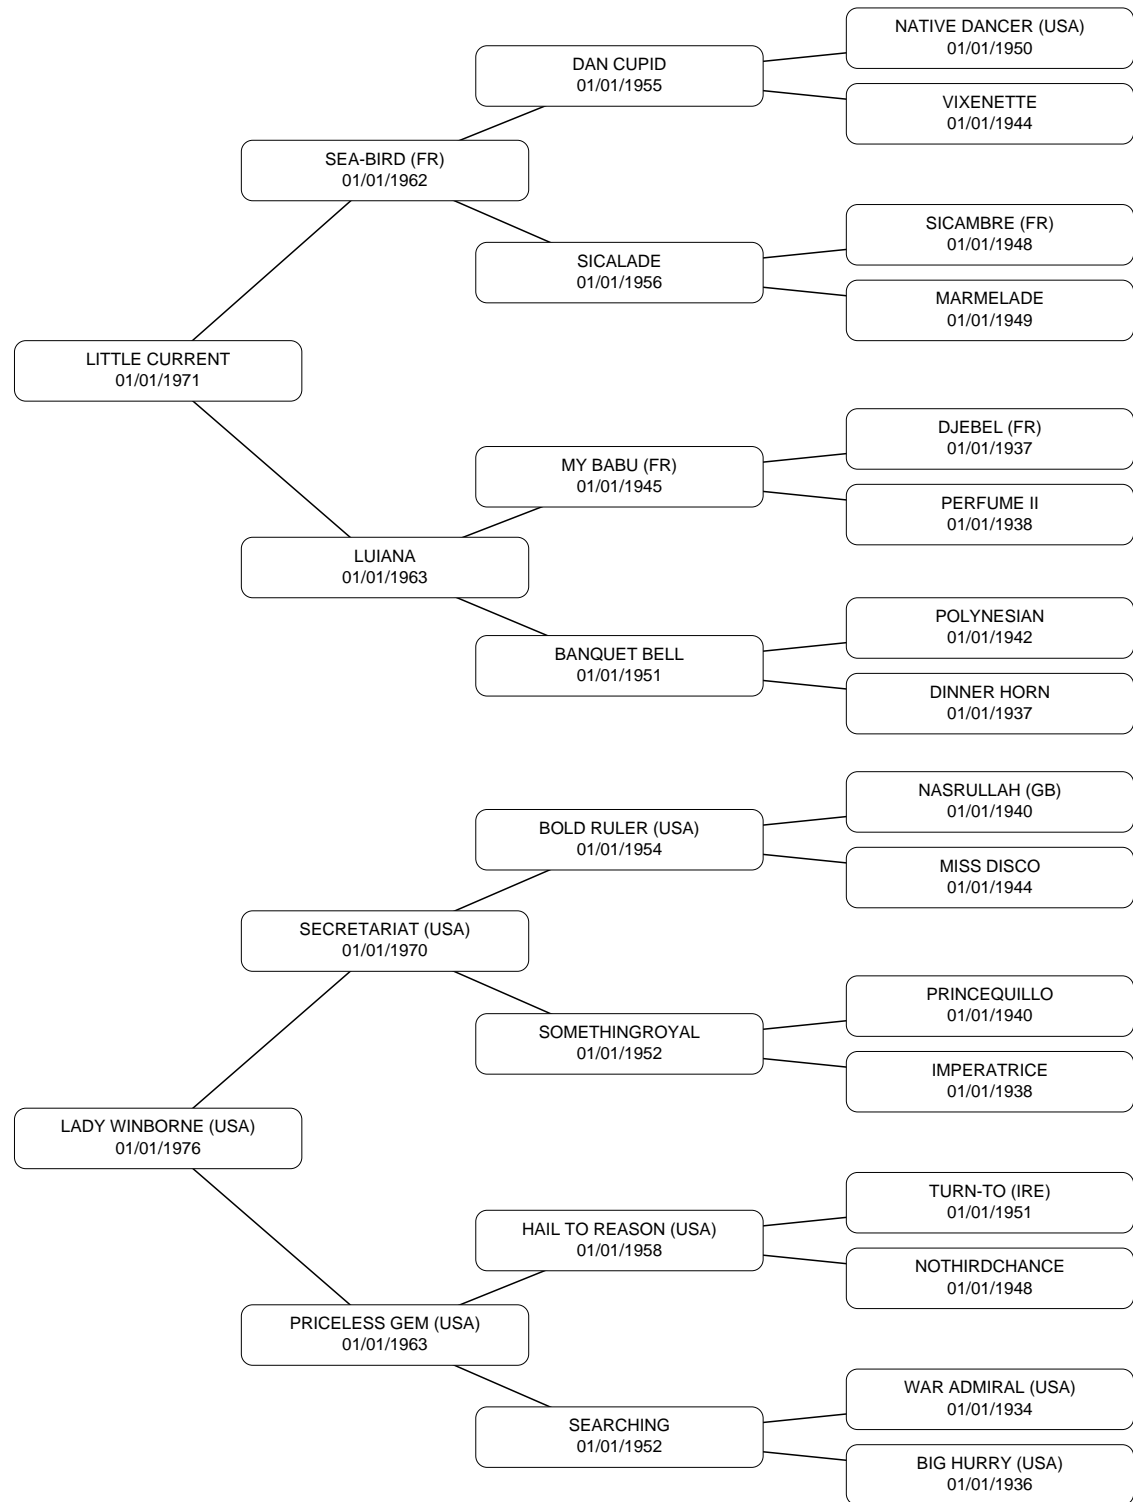 NATIVE DANCER (USA)
01/01/1950
DAN CUPID
01/01/1955
VIXENETTE
01/01/1944
SEA-BIRD (FR)
01/01/1962
SICAMBRE (FR)
01/01/1948
SICALADE
01/01/1956
MARMELADE
01/01/1949
LITTLE CURRENT
01/01/1971
DJEBEL (FR)
01/01/1937
MY BABU (FR)
01/01/1945
PERFUME II
01/01/1938
LUIANA
01/01/1963
POLYNESIAN
01/01/1942
BANQUET BELL
01/01/1951
DINNER HORN
01/01/1937
NASRULLAH (GB)
01/01/1940
BOLD RULER (USA)
01/01/1954
MISS DISCO
01/01/1944
SECRETARIAT (USA)
01/01/1970
PRINCEQUILLO
01/01/1940
SOMETHINGROYAL
01/01/1952
IMPERATRICE
01/01/1938
LADY WINBORNE (USA)
01/01/1976
TURN-TO (IRE)
01/01/1951
HAIL TO REASON (USA)
01/01/1958
NOTHIRDCHANCE
01/01/1948
PRICELESS GEM (USA)
01/01/1963
WAR ADMIRAL (USA)
01/01/1934
SEARCHING
01/01/1952
BIG HURRY (USA)
01/01/1936